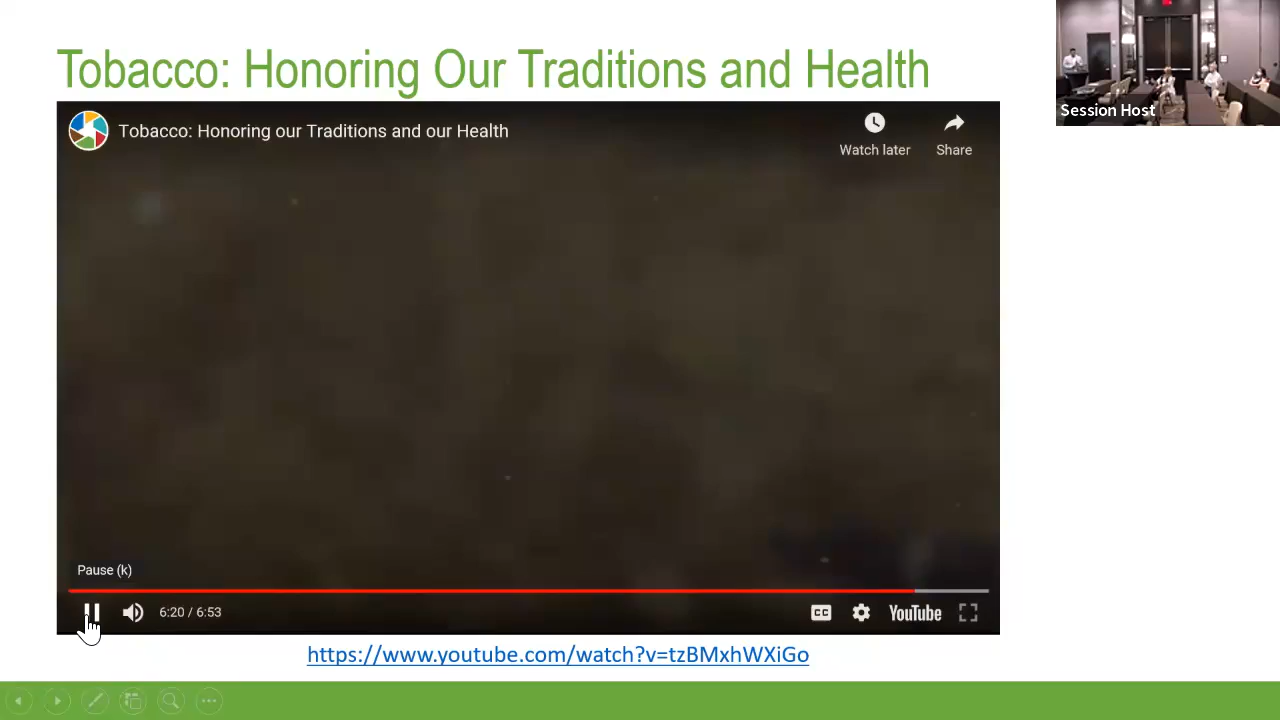 Tobacco: Honoring Our Traditions and Health
Session Host
Tobacco: Honoring our Traditions and our Health
Watch later
Share
Pause (k)
6:20 / 6:53
CC
YouTube
https://www.youtube.com/watch?v=tzBMxhWXiGo